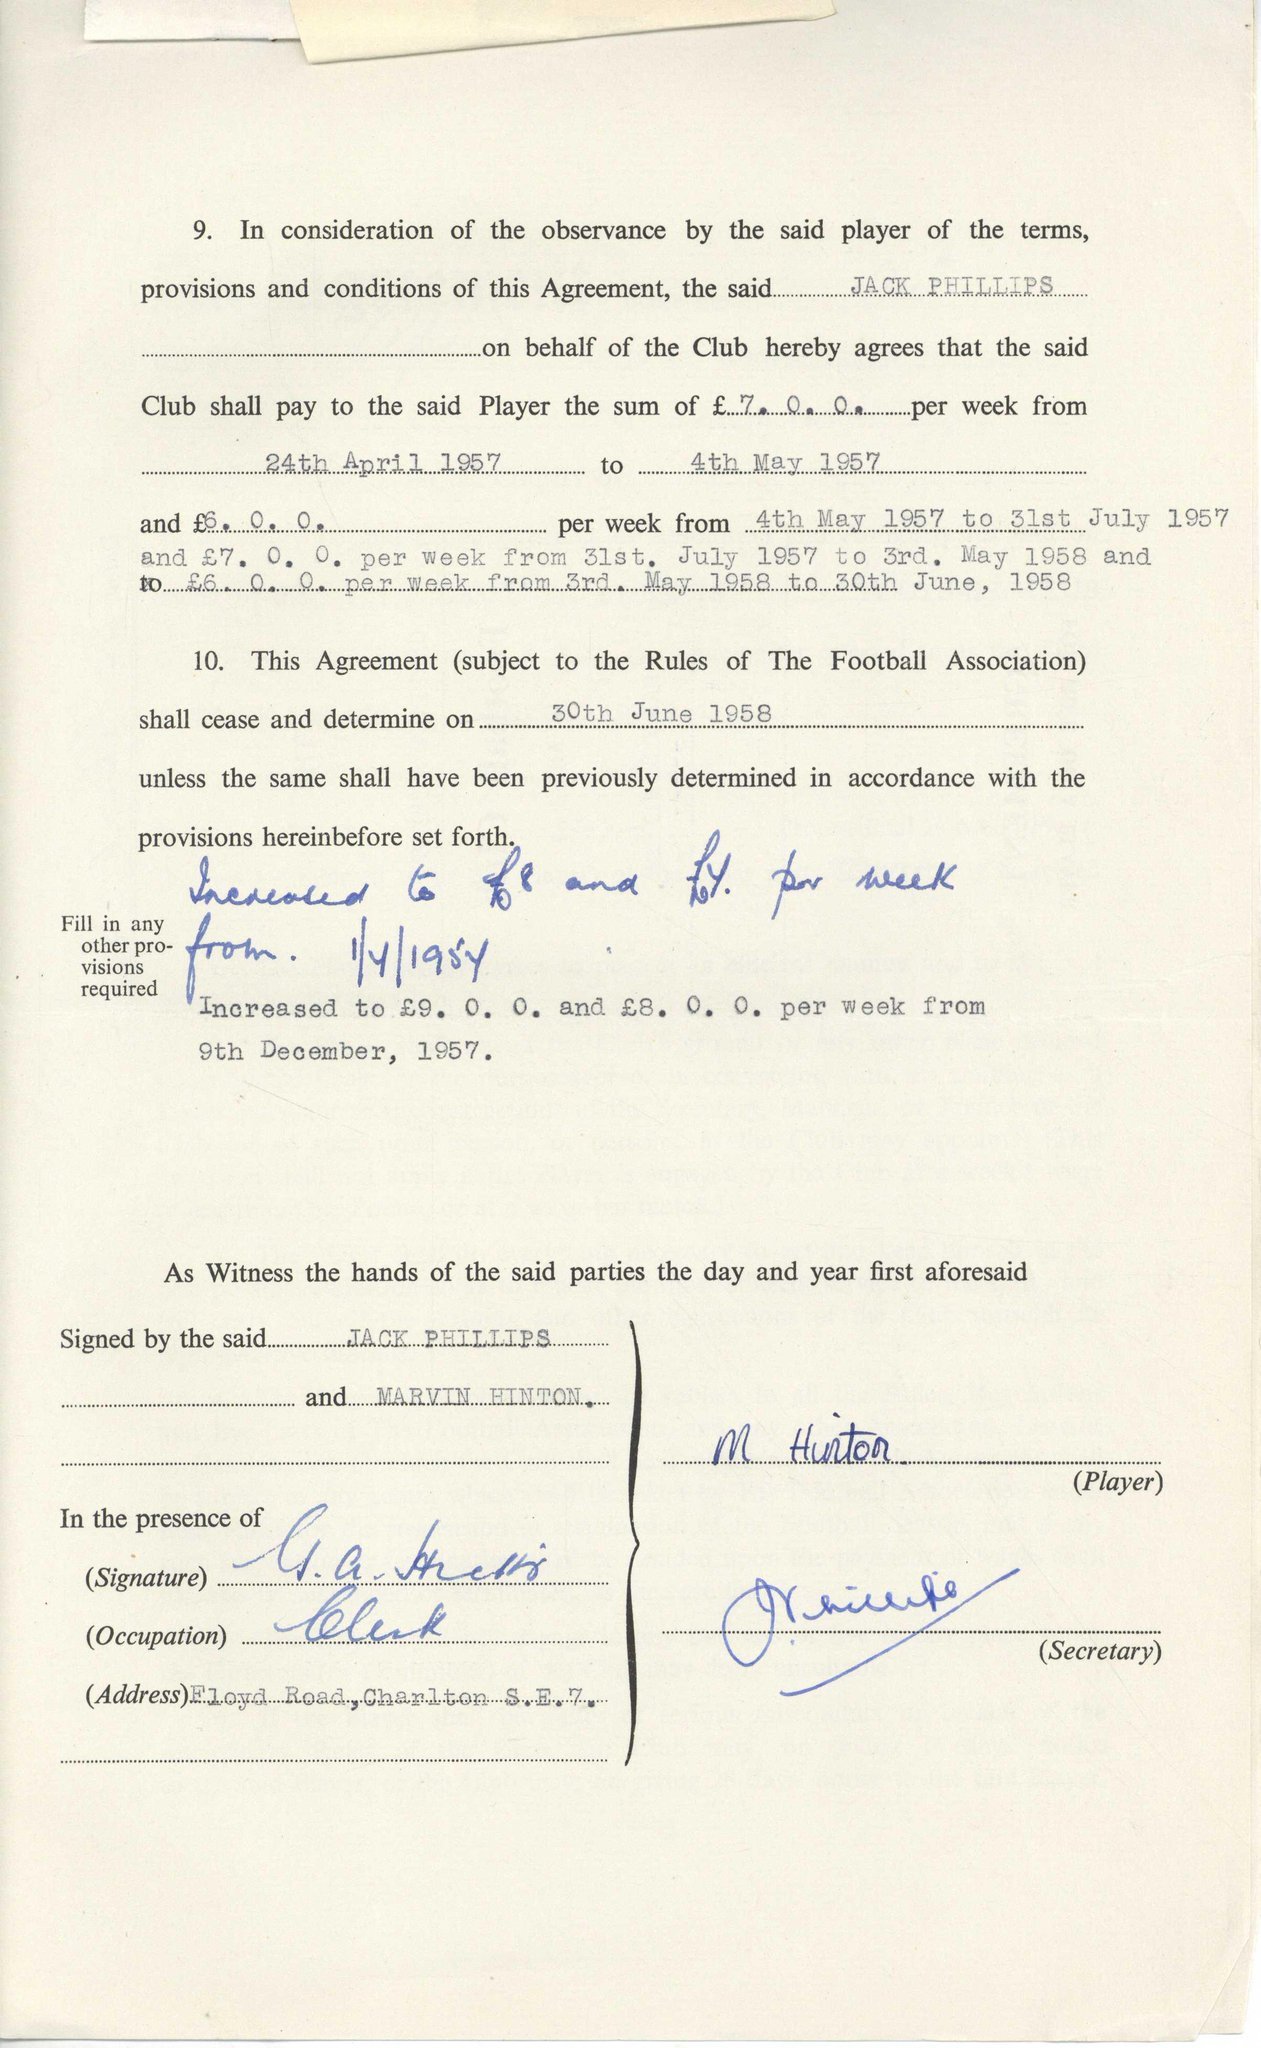 9. In consideration of the observance by the said player of the terms,
provisions and conditions of this Agreement, the said JACK PHILLIPS
on behalf of the Club hereby agrees that the said
Club shall pay to the said Player the sum of £ 7. 0. 0. per week from
24th April 1957 to 4th May 1957
and £6. 0. 0. per week from 4th May 1957 to 31st July 1957
and £7. 0. 0. per week from 31st. July 1957 to 3rd. May 1958 and
to £6. 0. 0. per week from 3rd. May 1958 to 30th June, 1958
10. This Agreement (subject to the Rules of The Football Association)
shall cease and determine on 30th June 1958
unless the same shall have been previously determined in accordance with the
provisions hereinbefore set forth.
Increased to £8 and £7. per week
from. 1/7/1957
Fill in any
other pro-
visions
required
Increased to £9. 0. 0. and £8. 0. 0. per week from
9th December, 1957.
As Witness the hands of the said parties the day and year first aforesaid
Signed by the said JACK PHILLIPS
and MARVIN HINTON.
M Hinton
(Player)
In the presence of
(Signature) G. A.
(Occupation) Clerk
(Address) Floyd Road, Charlton S.E.7.
J Phillips
(Secretary)